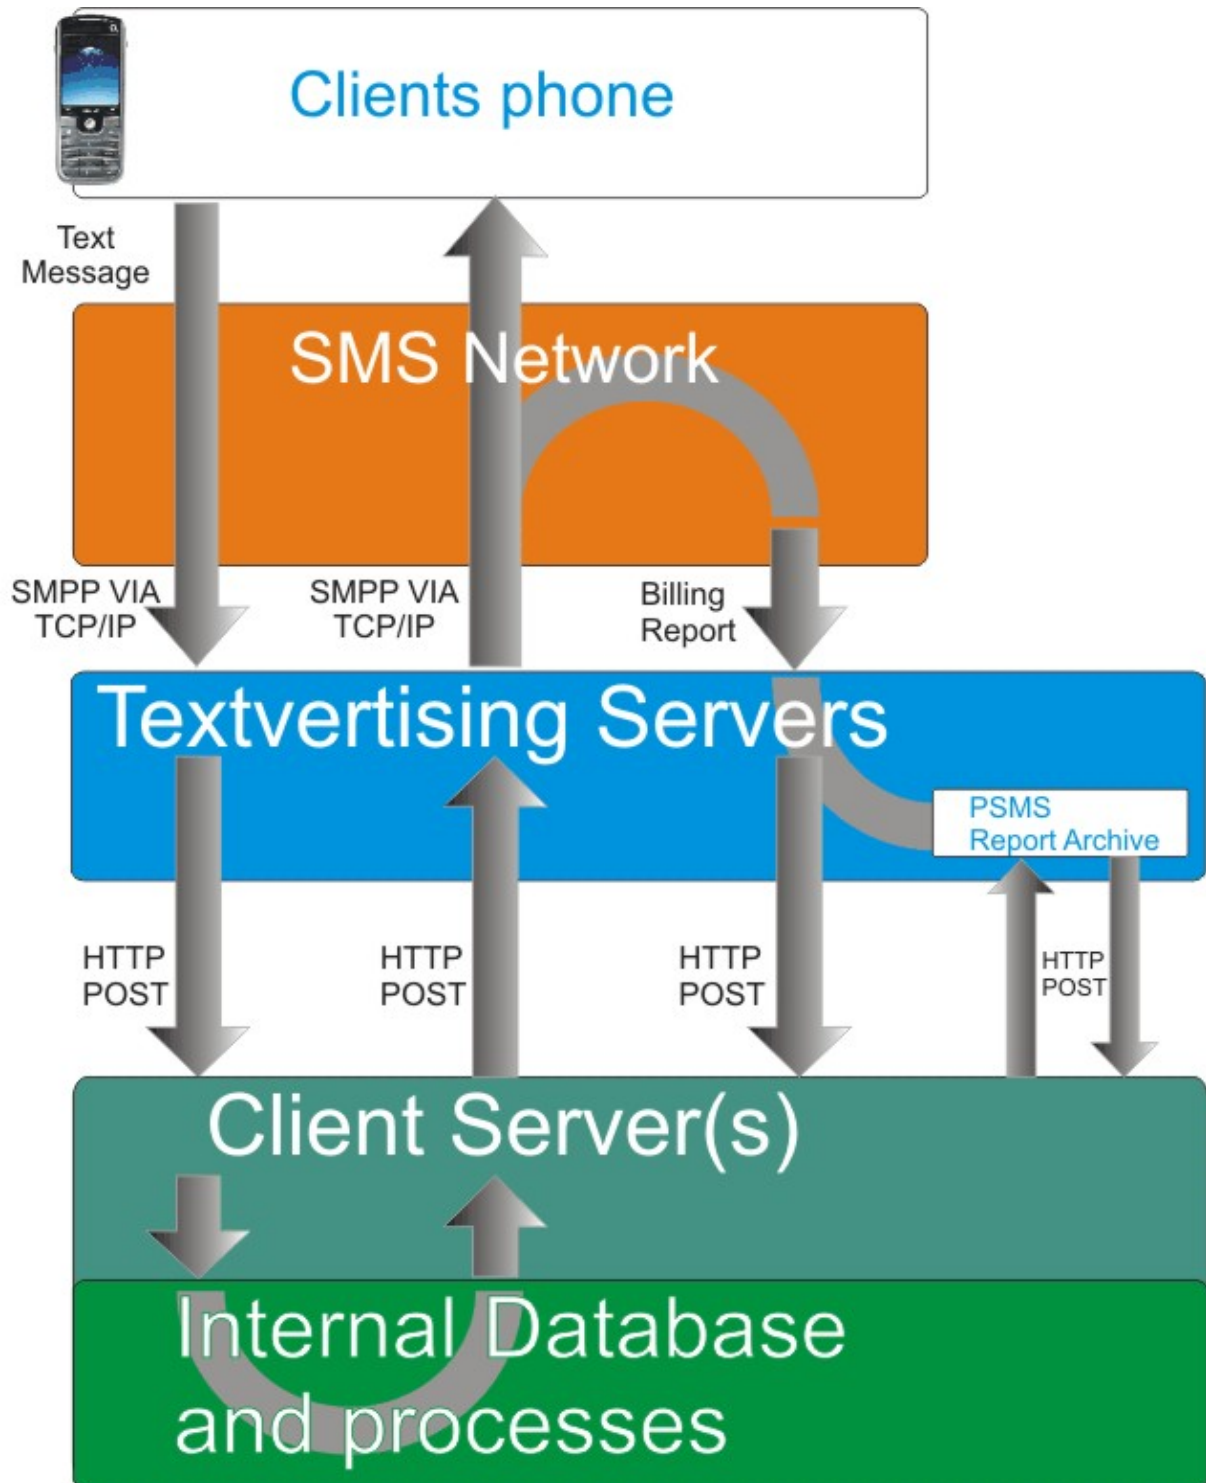 Clients phone
Text
Message
SMS Network
SMPP VIA
TCP/IP
SMPP VIA
TCP/IP
Billing
Report
Textvertising Servers
PSMS
Report Archive
HTTP
POST
HTTP
POST
HTTP
POST
HTTP
POST
Client Server(s)
Internal Database
and processes